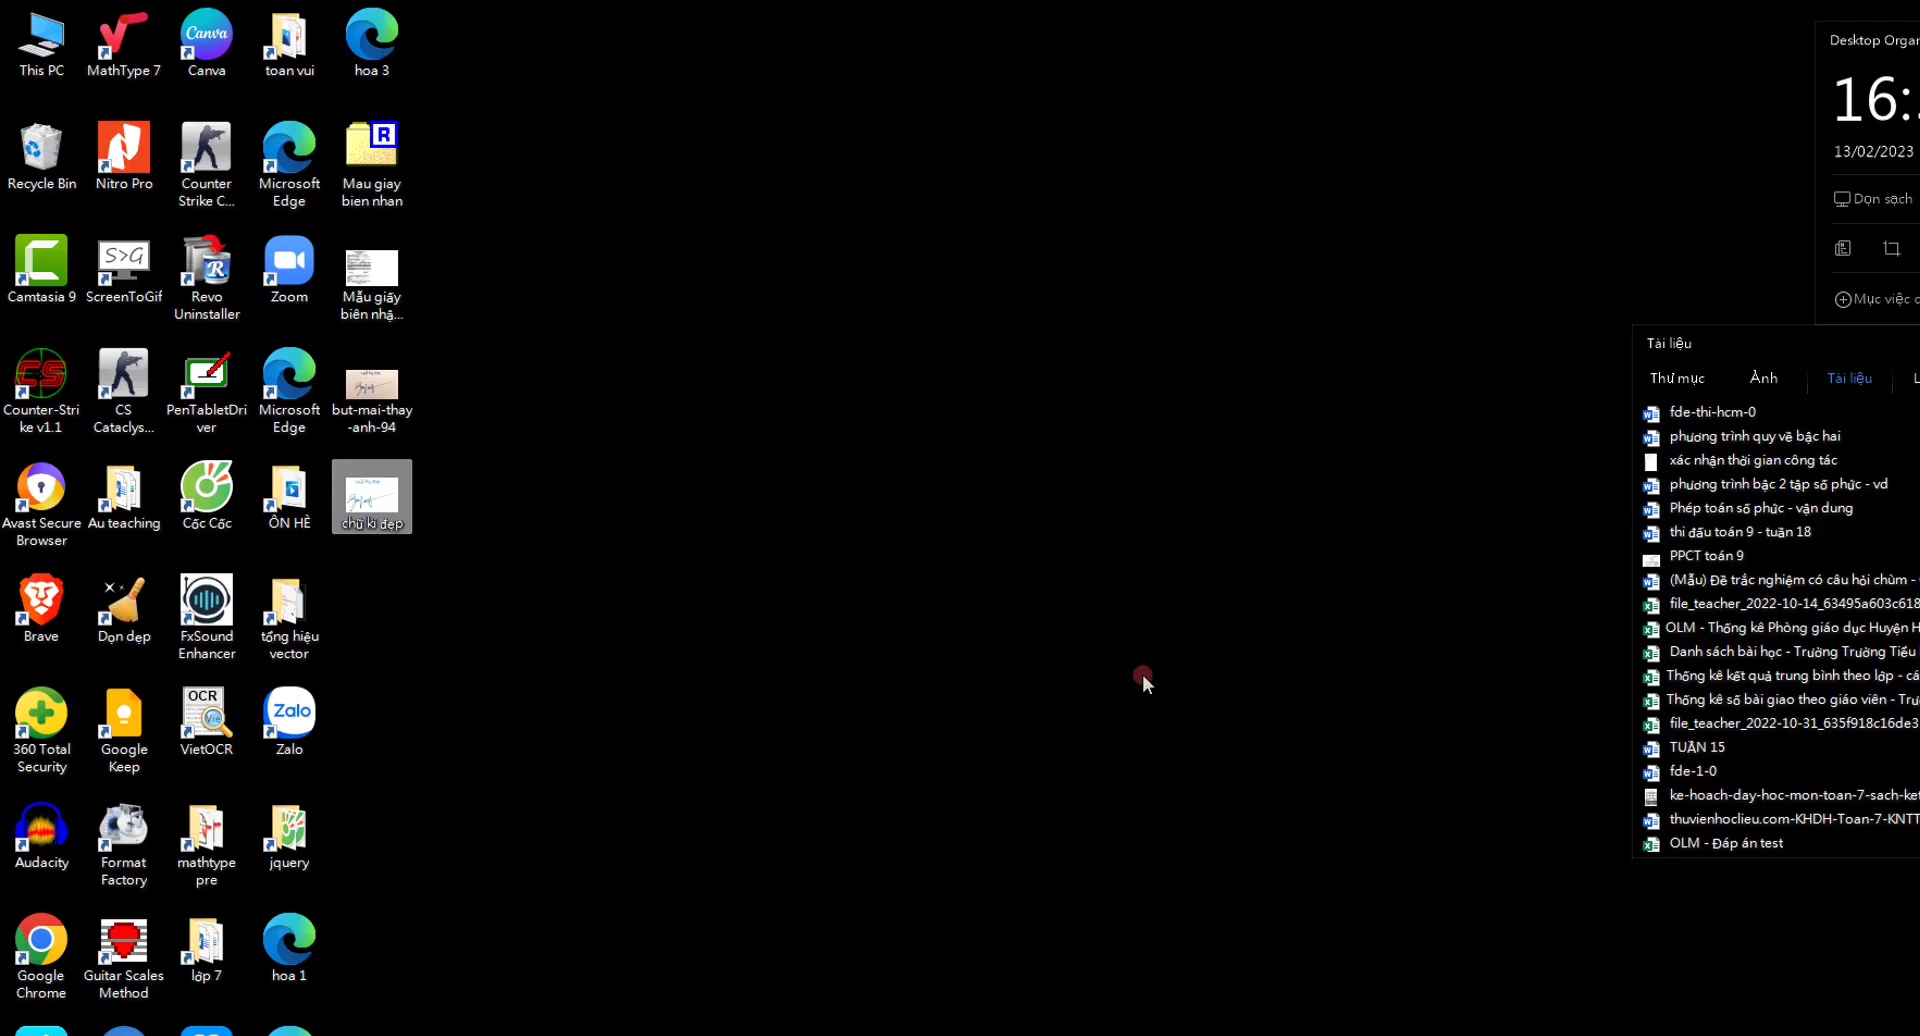 This PC
MathType 7
Canva
toan vui
hoa 3
Recycle Bin
Nitro Pro
Counter
Strike C...
Microsoft
Edge
Mau giay
bien nhan
Camtasia 9
ScreenToGif
Revo
Uninstaller
Zoom
Mẫu giấy
biên nhậ...
Counter-Stri
ke v1.1
CS
Cataclys...
PenTabletDri
ver
Microsoft
Edge
but-mai-thay
-anh-94
Avast Secure
Browser
Au teaching
Cốc Cốc
ÔN HÈ
chũ kí đẹp
Brave
Dọn dẹp
FxSound
Enhancer
tổng hiệu
vector
360 Total
Security
Google
Keep
VietOCR
Zalo
Audacity
Format
Factory
mathtype
pre
jquery
Google
Chrome
Guitar Scales
Method
lớp 7
hoa 1
Desktop Organ
16:
13/02/2023
Dọn sạch
Mục việc c
Tài liệu
Thư mục Ảnh Tài liệu L
fde-thi-hcm-0
phương trình quy về bậc hai
xác nhận thời gian công tác
phương trình bậc 2 tập số phức - vd
Phép toán số phức - vận dung
thi đấu toán 9 - tuần 18
PPCT toán 9
(Mẫu) Đề trắc nghiệm có câu hỏi chùm -
file_teacher_2022-10-14_63495a603c618
OLM - Thống kê Phòng giáo dục Huyện H
Danh sách bài học - Trường Trường Tiểu
Thống kê kết quả trung bình theo lớp - cá
Thống kê số bài giao theo giáo viên - Trư
file_teacher_2022-10-31_635f918c16de3
TUẦN 15
fde-1-0
ke-hoach-day-hoc-mon-toan-7-sach-ket
thuvienhoclieu.com-KHDH-Toan-7-KNTT
OLM - Đáp án test